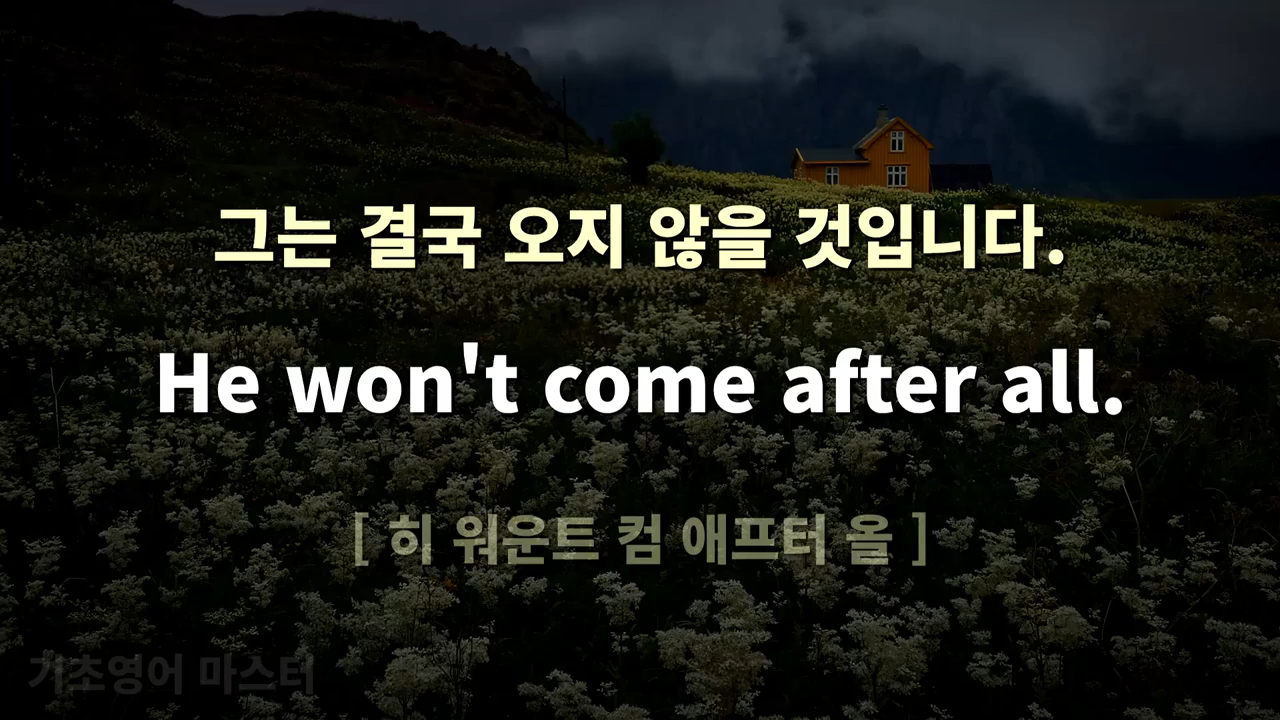 그는 결국 오지 않을 것입니다.
He won't come after all.
[ 히 워운트 컴 애프터 올 ]
기초영어 마스터